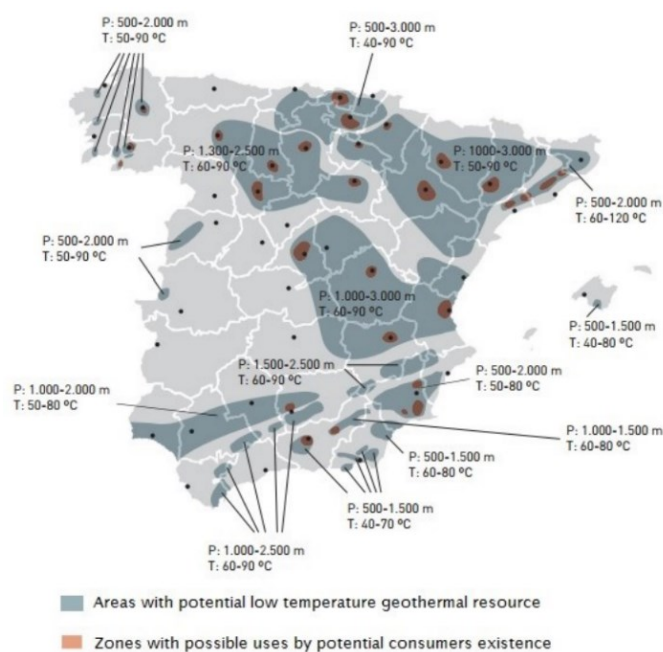 P: 500-2.000 m
T: 50-90 ºC
P: 500-3.000 m
T: 40-90 ºC
P: 1.300-2.500 m
T: 60-90 ºC
P: 1000-3.000 m
T: 50-90 ºC
P: 500-2.000 m
T: 60-120 ºC
P: 500-2.000 m
T: 50-90 ºC
P: 1.000-3.000 m
T: 60-90 ºC
P: 500-1.500 m
T: 40-80 ºC
P: 1.500-2.500 m
T: 60-90 ºC
P: 500-2.000 m
T: 50-80 ºC
P: 1.000-2.000 m
T: 50-80 ºC
P: 1.000-1.500 m
T: 60-80 ºC
P: 500-1.500 m
T: 60-80 ºC
P: 500-1.500 m
T: 40-70 ºC
P: 1.000-2.500 m
T: 60-90 ºC
Areas with potential low temperature geothermal resource
Zones with possible uses by potential consumers existence